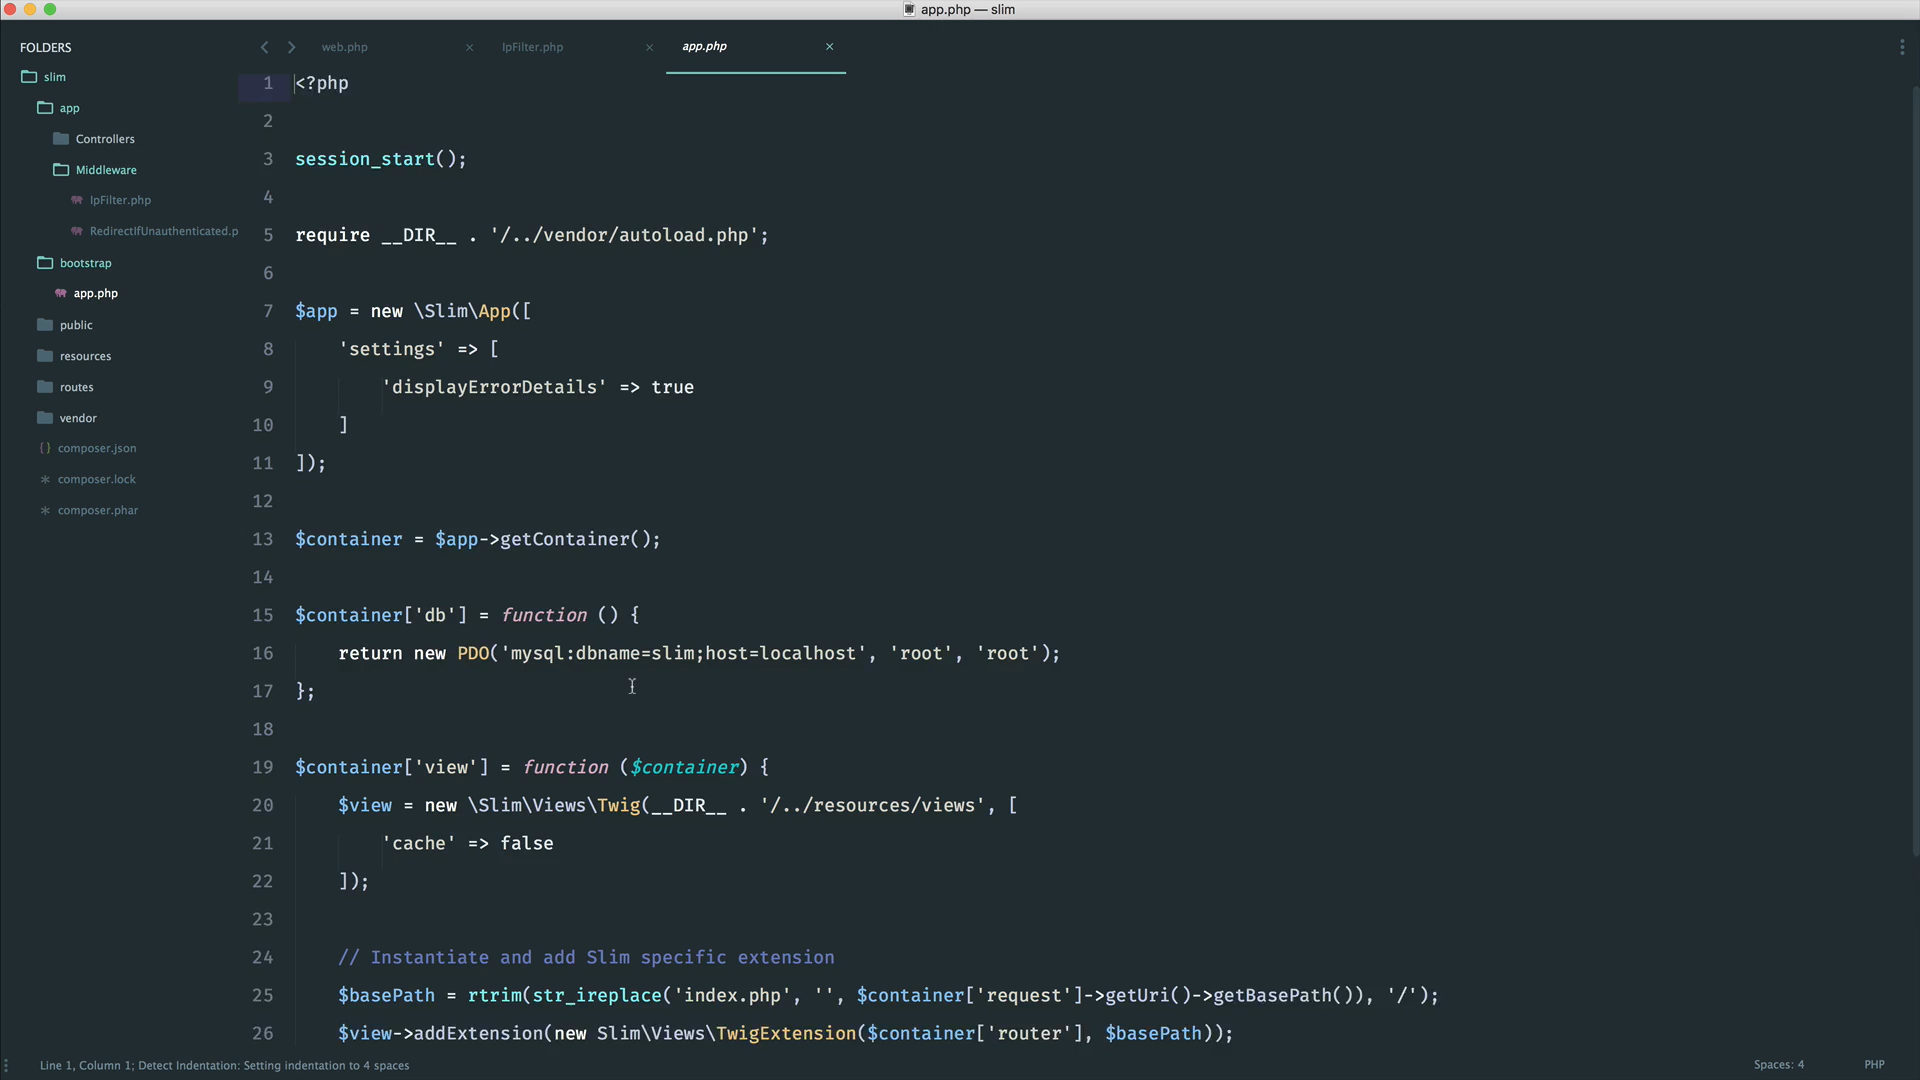 app.php — slim
FOLDERS
slim
app
Controllers
Middleware
IpFilter.php
RedirectIfUnauthenticated.p
bootstrap
app.php
public
resources
routes
vendor
{} composer.json
* composer.lock
* composer.phar
web.php × IpFilter.php × app.php ×
1 <?php
2
3 session_start();
4
5 require __DIR__ . '/../vendor/autoload.php';
6
7 $app = new \Slim\App([
8 'settings' => [
9 'displayErrorDetails' => true
10 ]
11 ]);
12
13 $container = $app->getContainer();
14
15 $container['db'] = function () {
16 return new PDO('mysql:dbname=slim;host=localhost', 'root', 'root');
17 };
18
19 $container['view'] = function ($container) {
20 $view = new \Slim\Views\Twig(__DIR__ . '/../resources/views', [
21 'cache' => false
22 ]);
23
24 // Instantiate and add Slim specific extension
25 $basePath = rtrim(str_ireplace('index.php', '', $container['request']->getUri()->getBasePath()), '/');
26 $view->addExtension(new Slim\Views\TwigExtension($container['router'], $basePath));
Line 1, Column 1; Detect Indentation: Setting indentation to 4 spaces
Spaces: 4
PHP